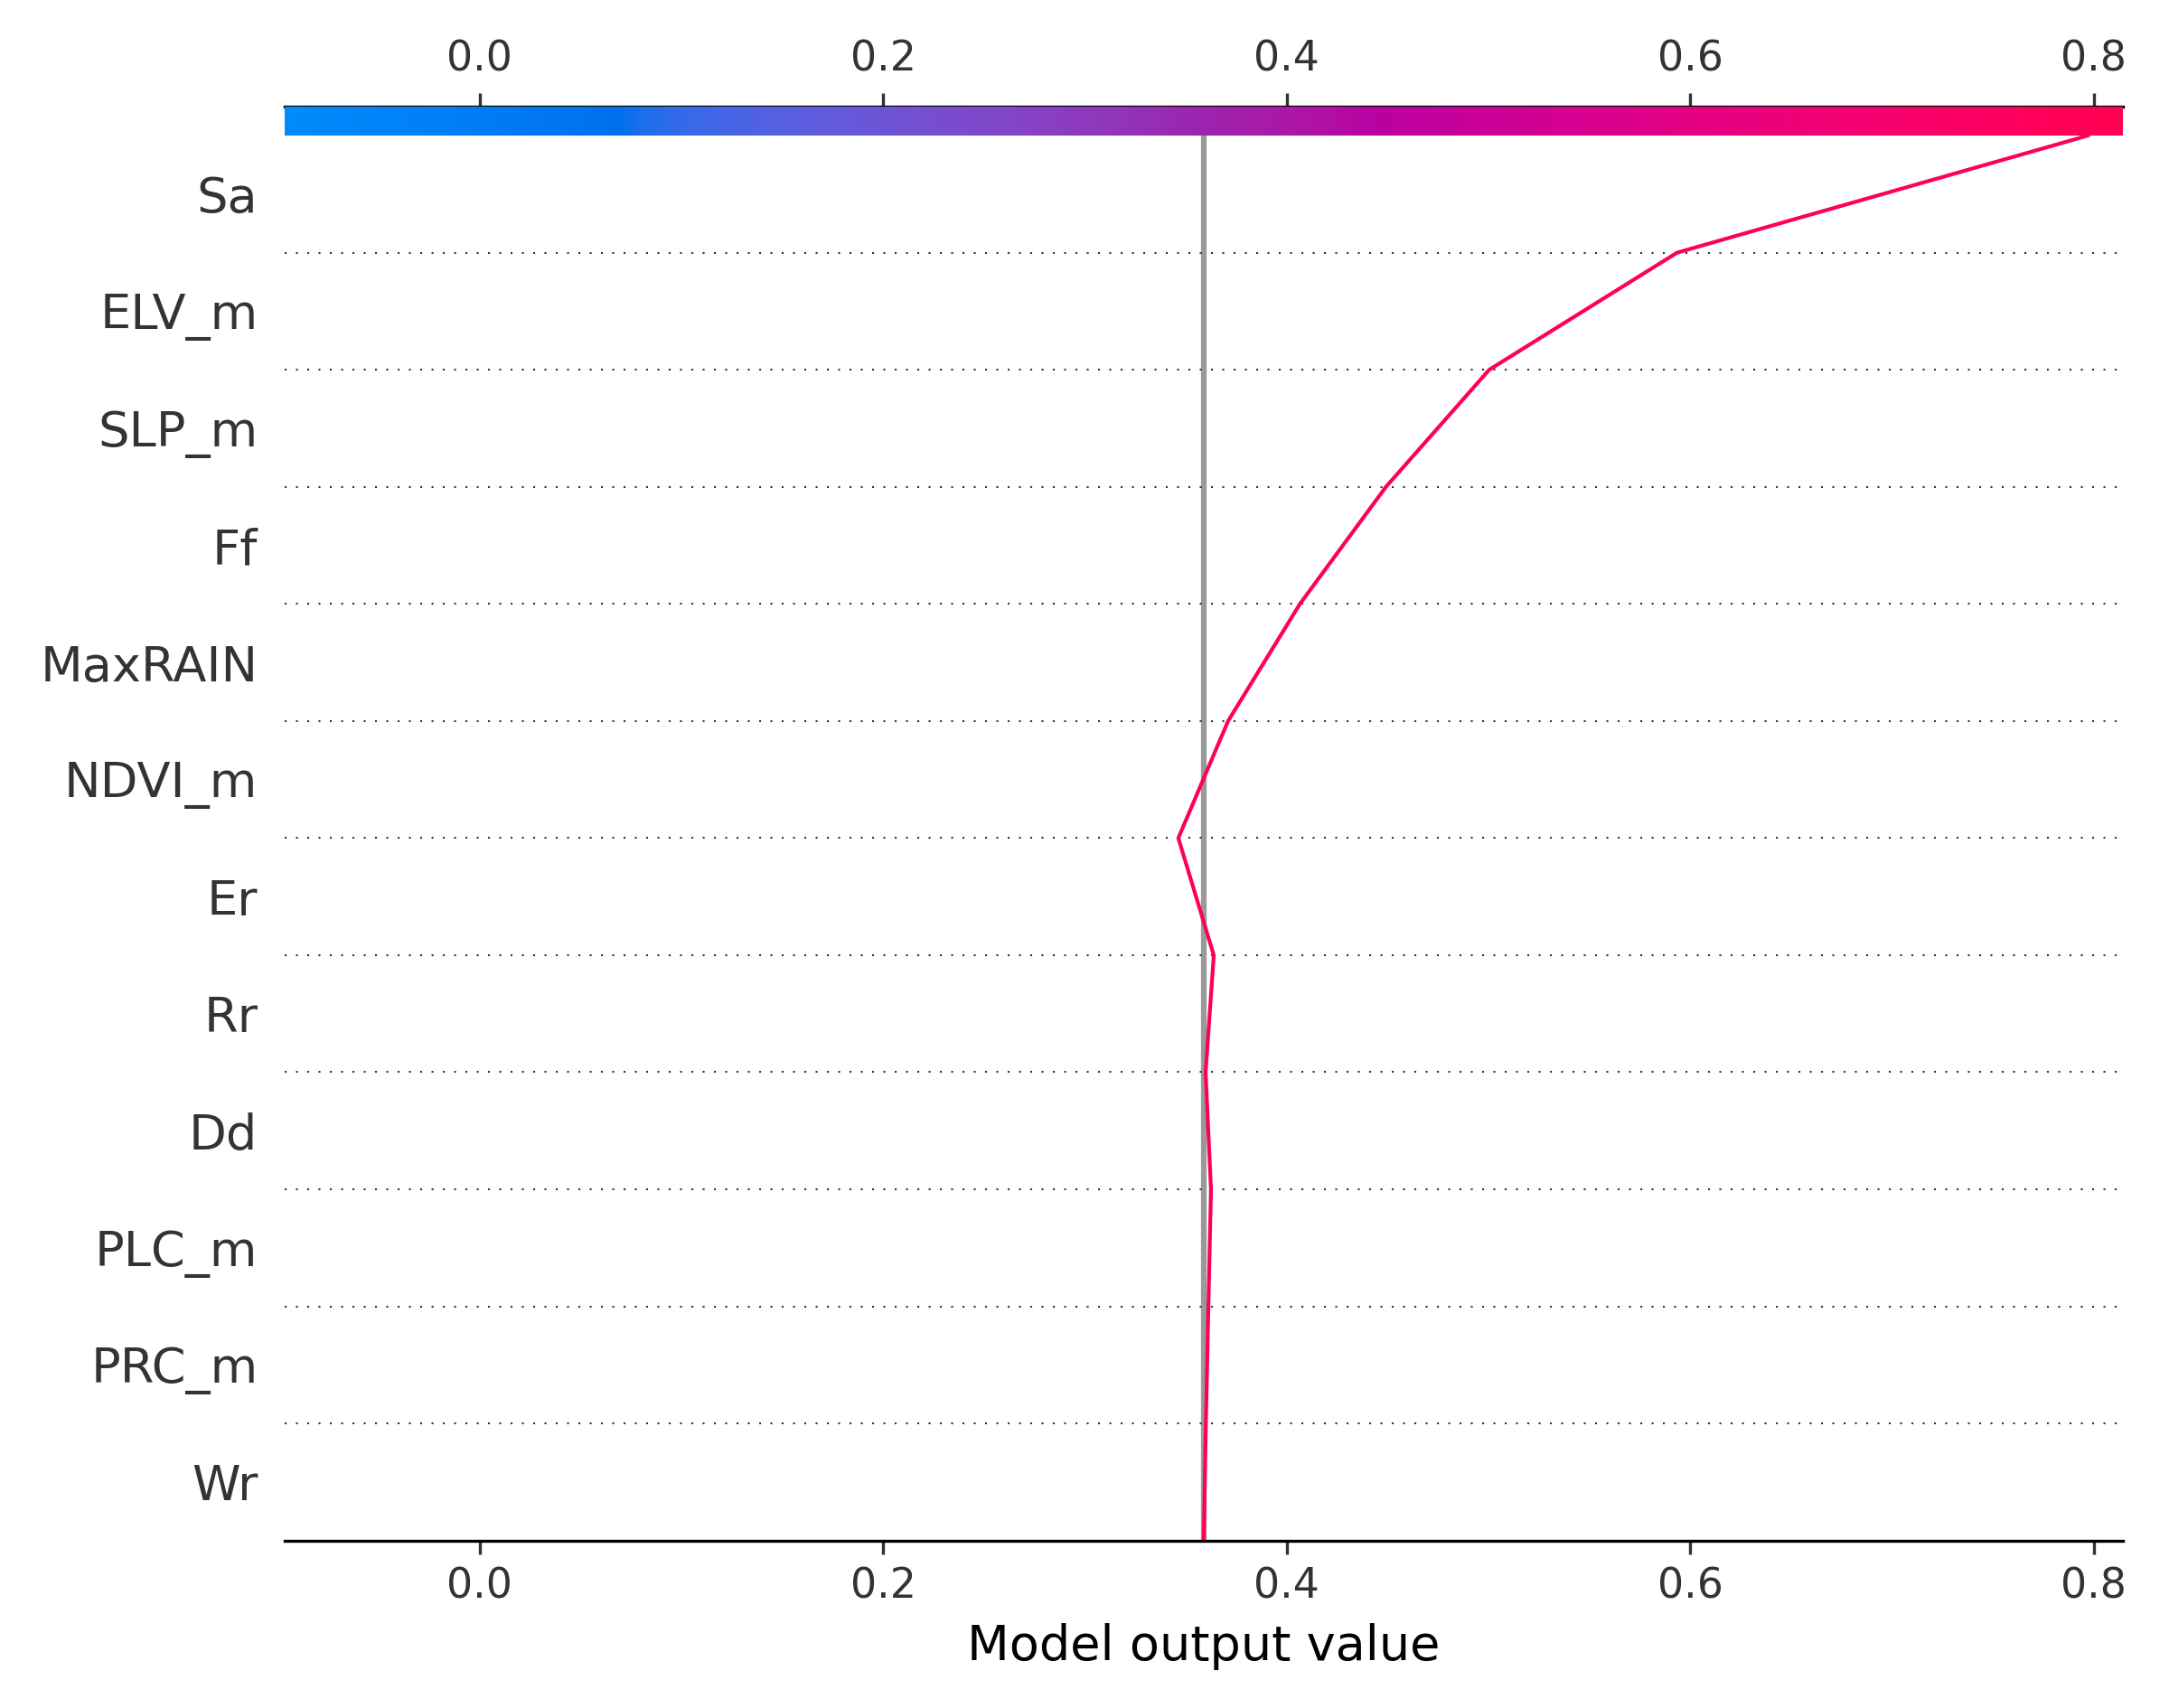 0.0 0.2 0.4 0.6 0.8
Sa
ELV_m
SLP_m
Ff
MaxRAIN
NDVI_m
Er
Rr
Dd
PLC_m
PRC_m
Wr
0.0 0.2 0.4 0.6 0.8
Model output value